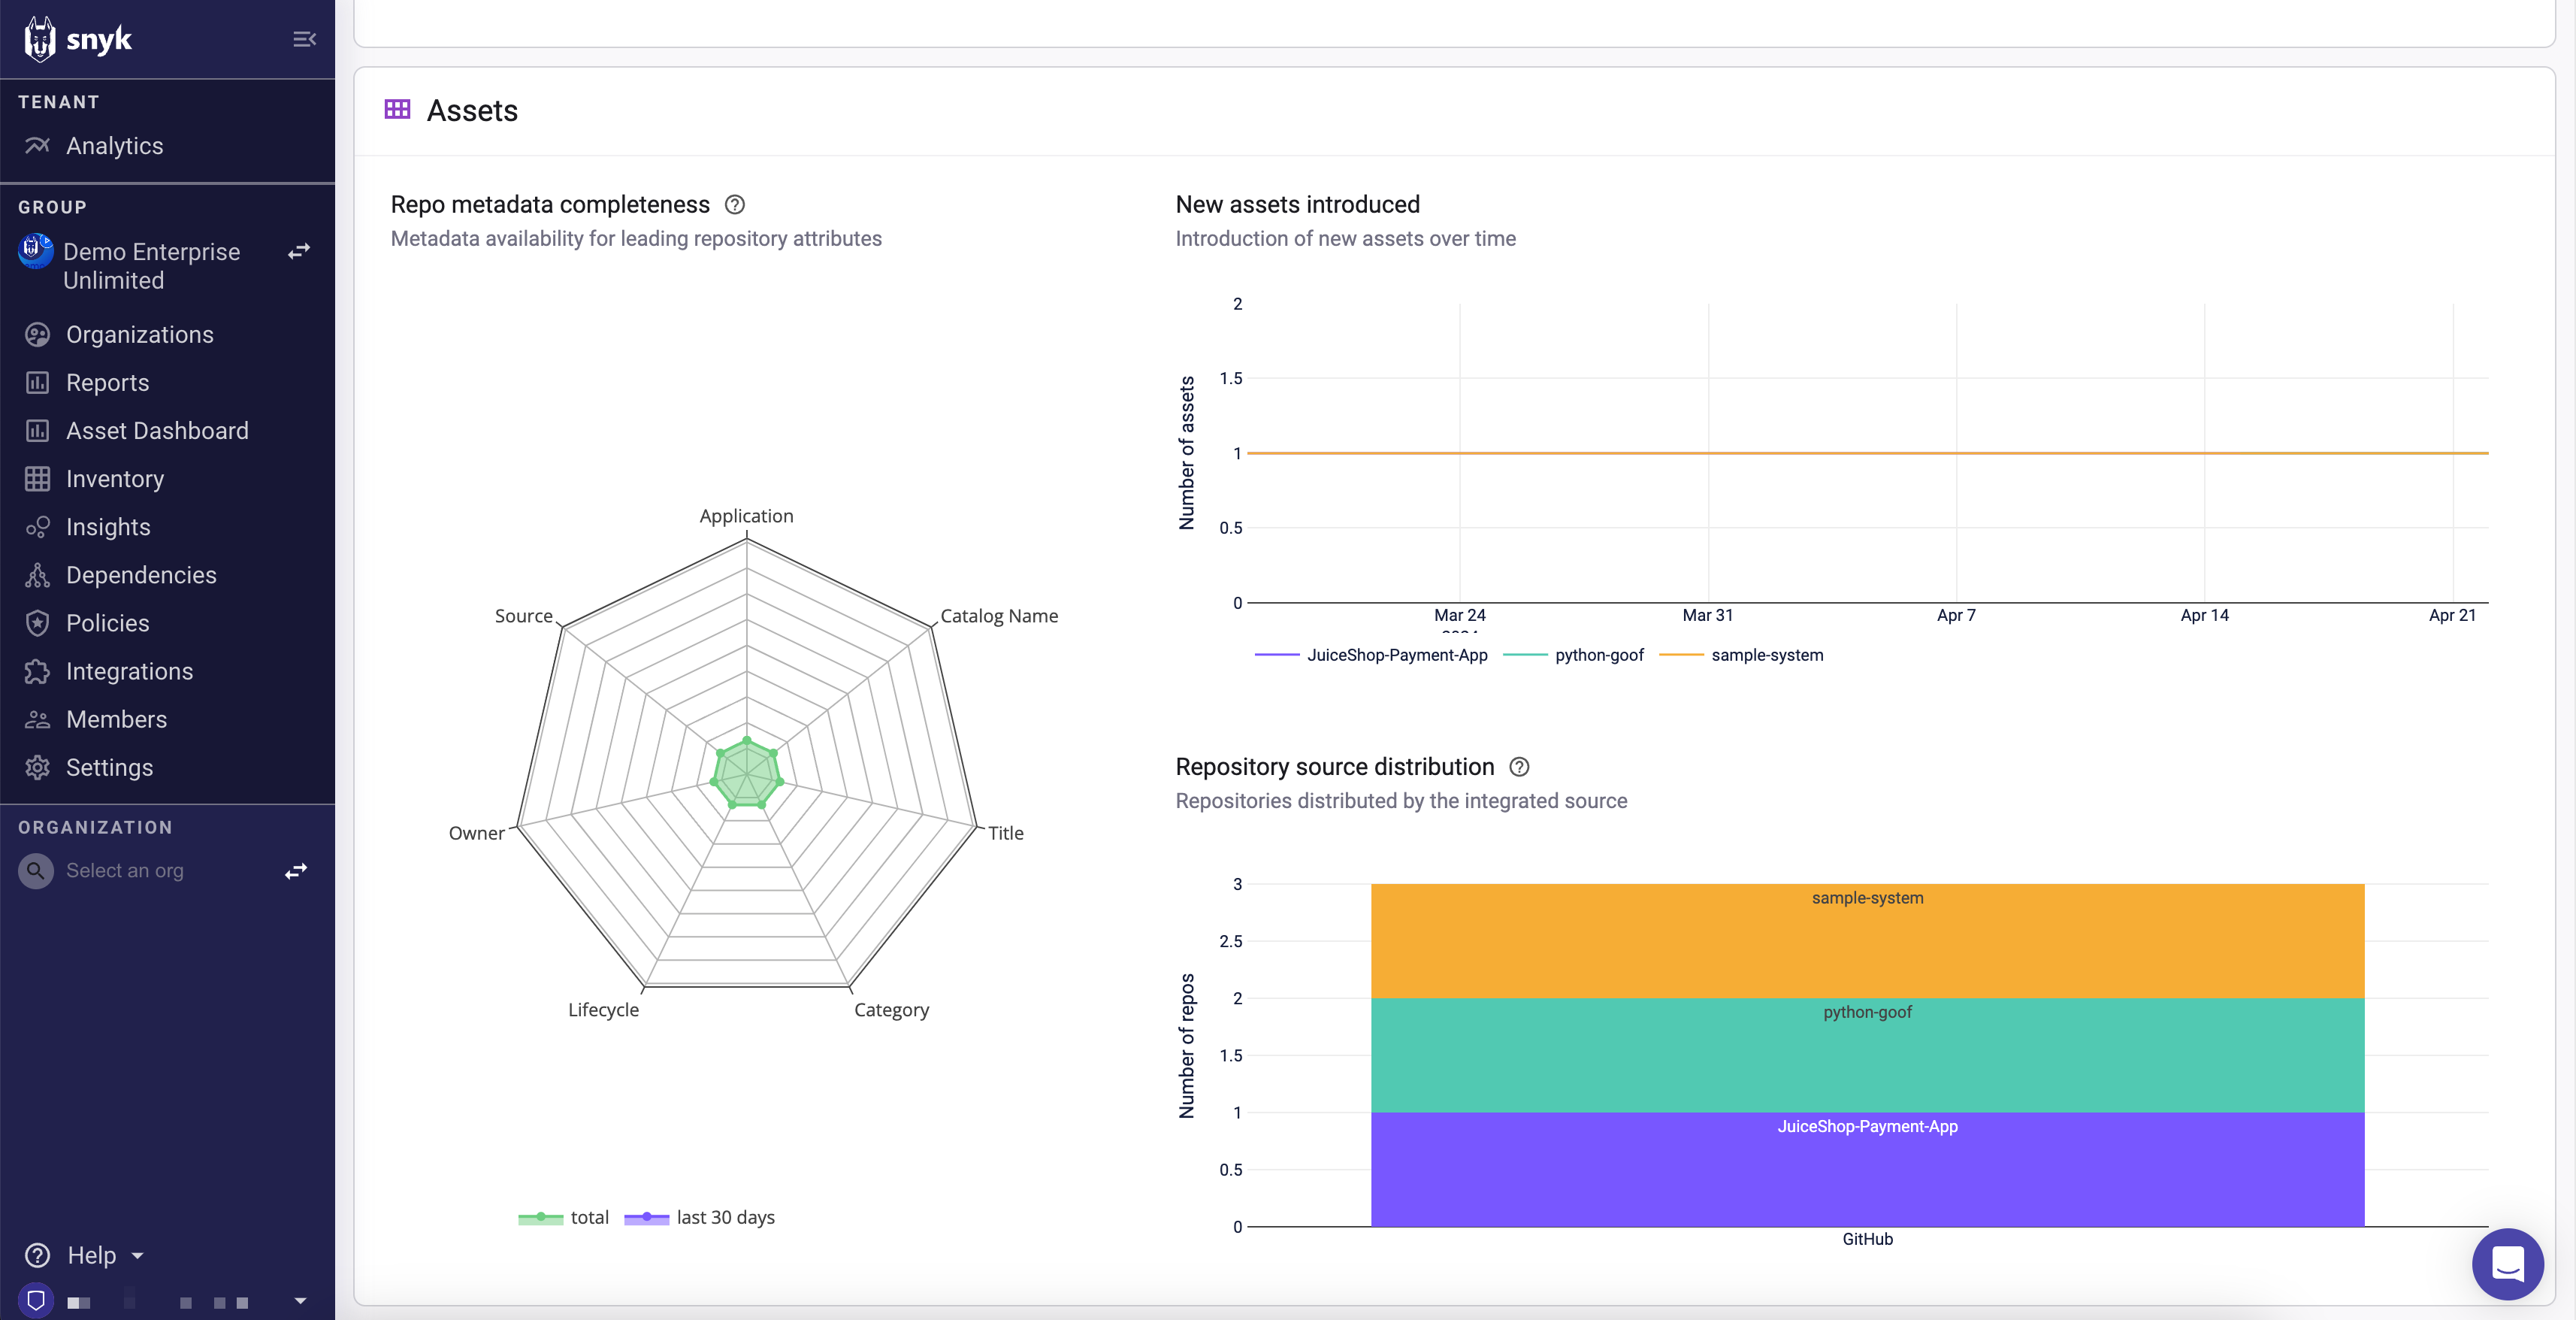 snyk
TENANT
Analytics
GROUP
Demo Enterprise
Unlimited
Organizations
Reports
Asset Dashboard
Inventory
Insights
Dependencies
Policies
Integrations
Members
Settings
ORGANIZATION
Select an org
Help
Assets
Repo metadata completeness
Metadata availability for leading repository attributes
Application
Source
Catalog Name
Owner
Title
Lifecycle
Category
total
last 30 days
New assets introduced
Introduction of new assets over time
Number of assets
2
1.5
1
0.5
0
Mar 24
Mar 31
Apr 7
Apr 14
Apr 21
JuiceShop-Payment-App
python-goof
sample-system
Repository source distribution
Repositories distributed by the integrated source
Number of repos
3
2.5
2
1.5
1
0.5
0
sample-system
python-goof
JuiceShop-Payment-App
GitHub